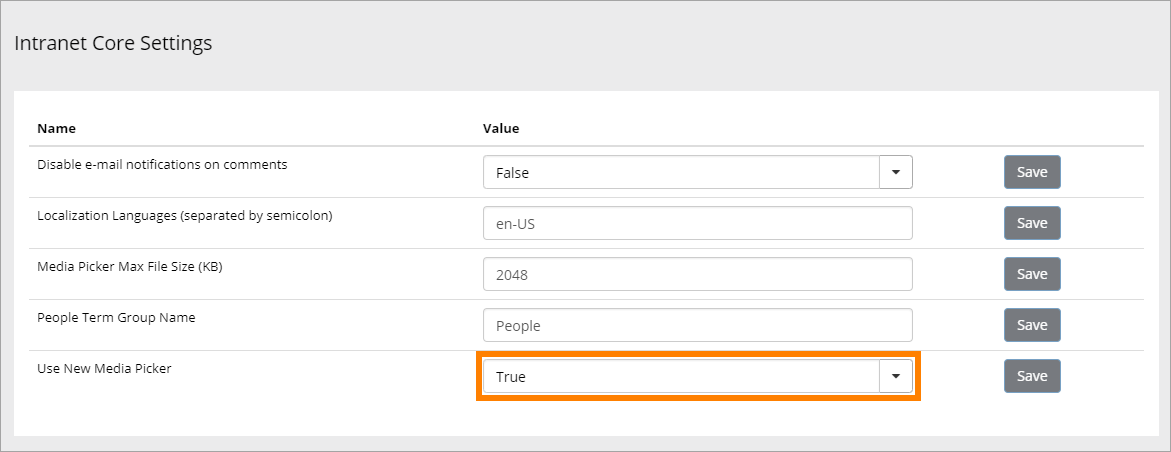 Intranet Core Settings
Name Value
Disable e-mail notifications on comments False Save
Localization Languages (separated by semicolon) en-US Save
Media Picker Max File Size (KB) 2048 Save
People Term Group Name People Save
Use New Media Picker True Save